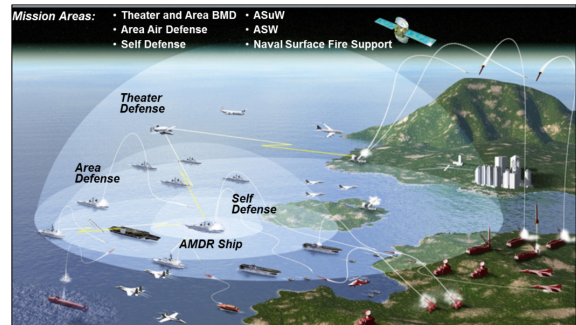 Mission Areas:
• Theater and Area BMD
• Area Air Defense
• Self Defense
• ASuW
• ASW
• Naval Surface Fire Support
Theater
Defense
Area
Defense
Self
Defense
AMDR Ship